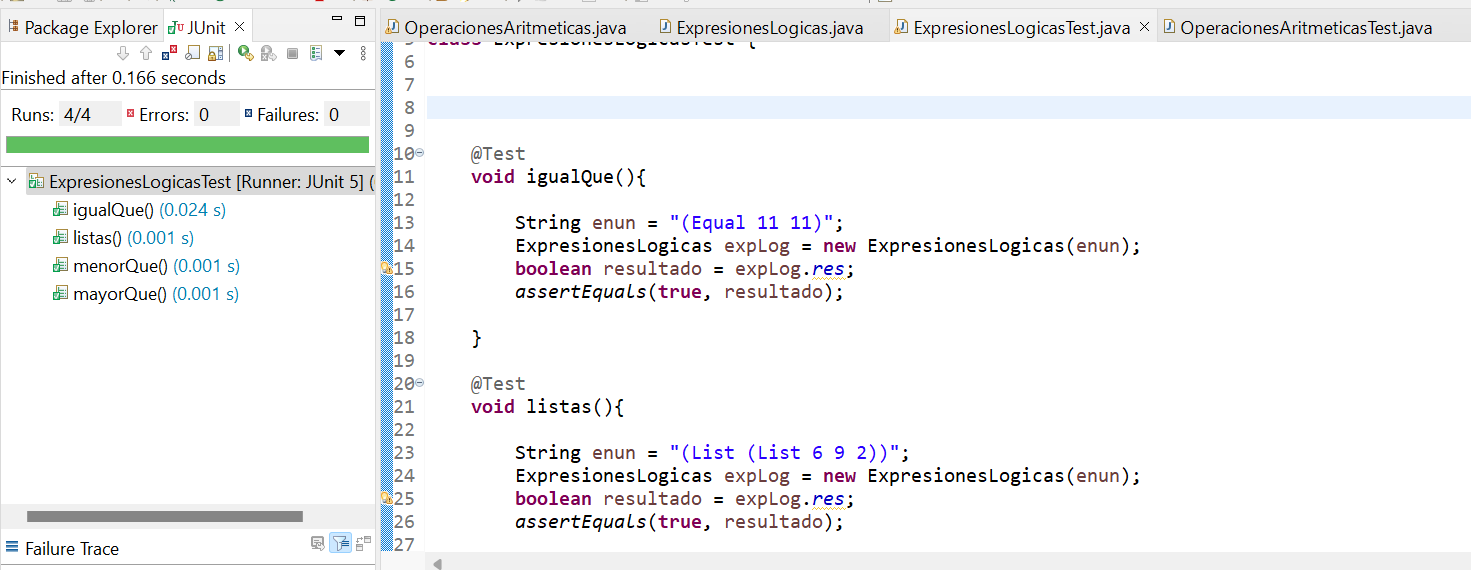 Package Explorer JUnit
Finished after 0.166 seconds
Runs: 4/4 Errors: 0 Failures: 0
ExpresionesLogicasTest [Runner: JUnit 5] (
igualQue() (0.024 s)
listas() (0.001 s)
menorQue() (0.001 s)
mayorQue() (0.001 s)
Failure Trace
OperacionesAritmeticas.java ExpresionesLogicas.java ExpresionesLogicasTest.java OperacionesAritmeticasTest.java
5 class ExpresionesLogicasTest {
6
7
8
9
10 @Test
11 void igualQue(){
12
13 String enun = "(Equal 11 11)";
14 ExpresionesLogicas expLog = new ExpresionesLogicas(enun);
15 boolean resultado = expLog.res;
16 assertEquals(true, resultado);
17
18 }
19
20 @Test
21 void listas(){
22
23 String enun = "(List (List 6 9 2))";
24 ExpresionesLogicas expLog = new ExpresionesLogicas(enun);
25 boolean resultado = expLog.res;
26 assertEquals(true, resultado);
27